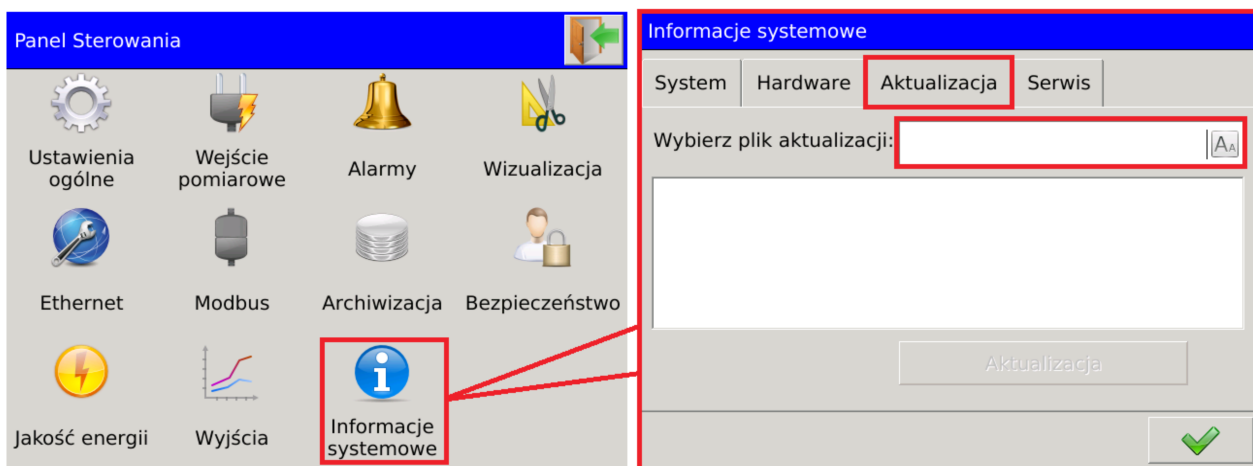 Panel Sterowania
Ustawienia
ogólne
Wejście
pomiarowe
Alarmy
Wizualizacja
Ethernet
Modbus
Archiwizacja
Bezpieczeństwo
Jakość energii
Wyjścia
Informacje
systemowe
Informacje systemowe
System Hardware Aktualizacja Serwis
Wybierz plik aktualizacji:
AA
Aktualizacja